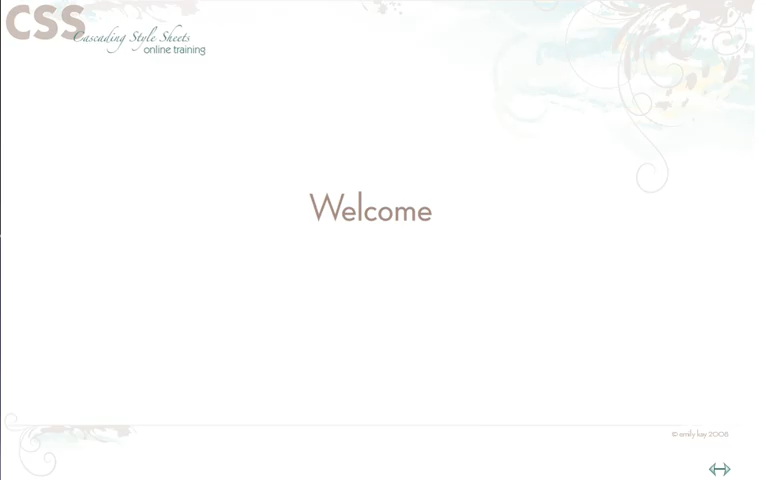 CSS
Cascading Style Sheets
online training
Welcome
© emily kay 2008